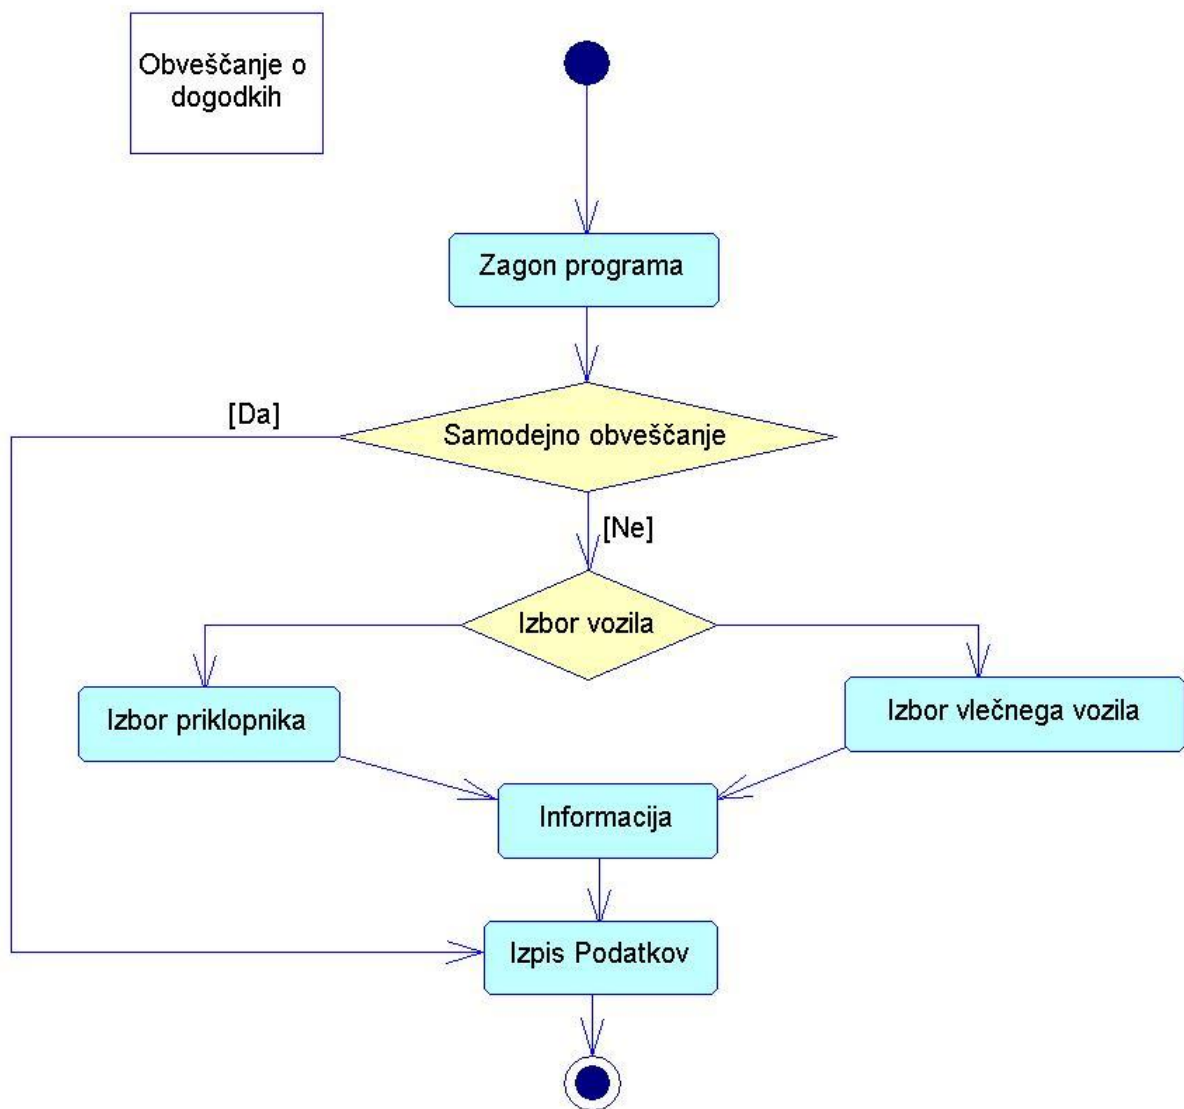 Obveščanje o
dogodkih
Zagon programa
[Da]
Samodejno obveščanje
[Ne]
Izbor vozila
Izbor priklopnika
Izbor vlečnega vozila
Informacija
Izpis Podatkov